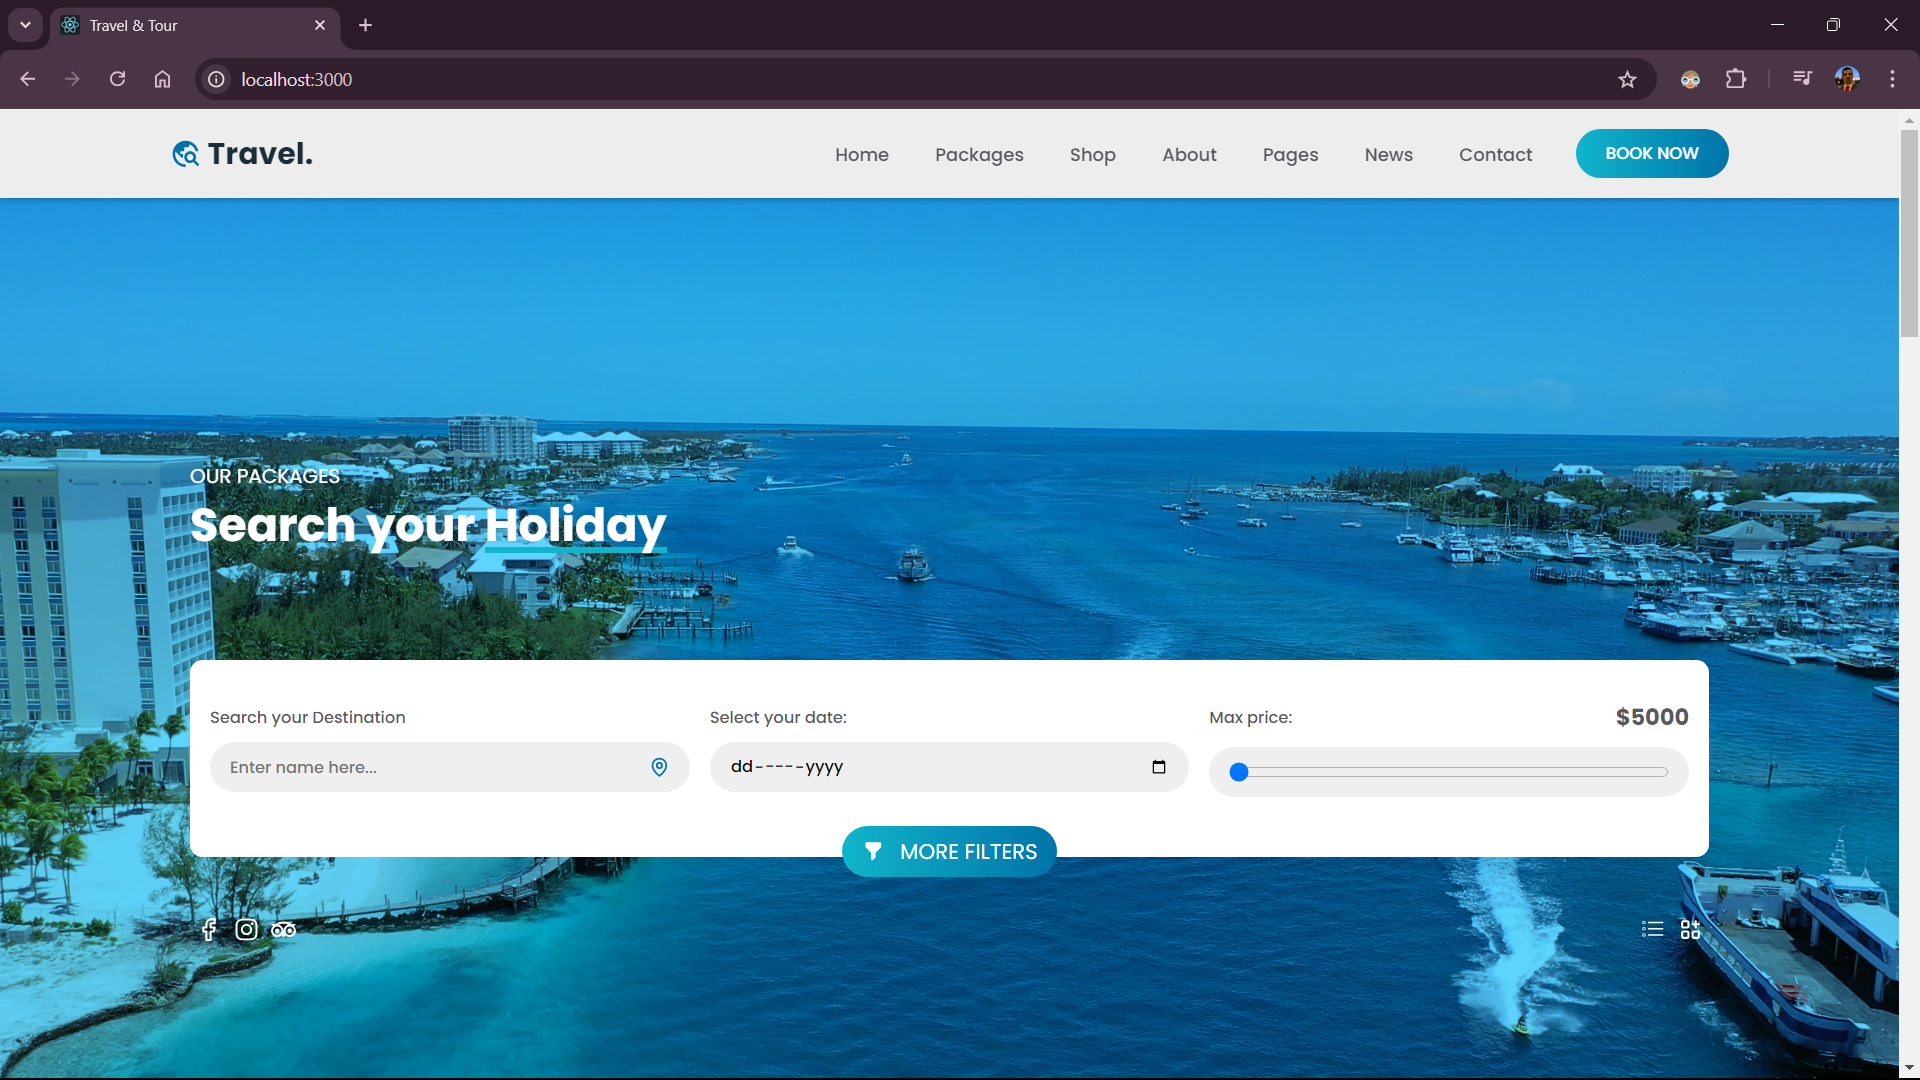 Travel & Tour
localhost:3000
Travel.
Home Packages Shop About Pages News Contact BOOK NOW
OUR PACKAGES
Search your Holiday
Search your Destination Select your date: Max price: $5000
Enter name here... dd-----yyyy
MORE FILTERS